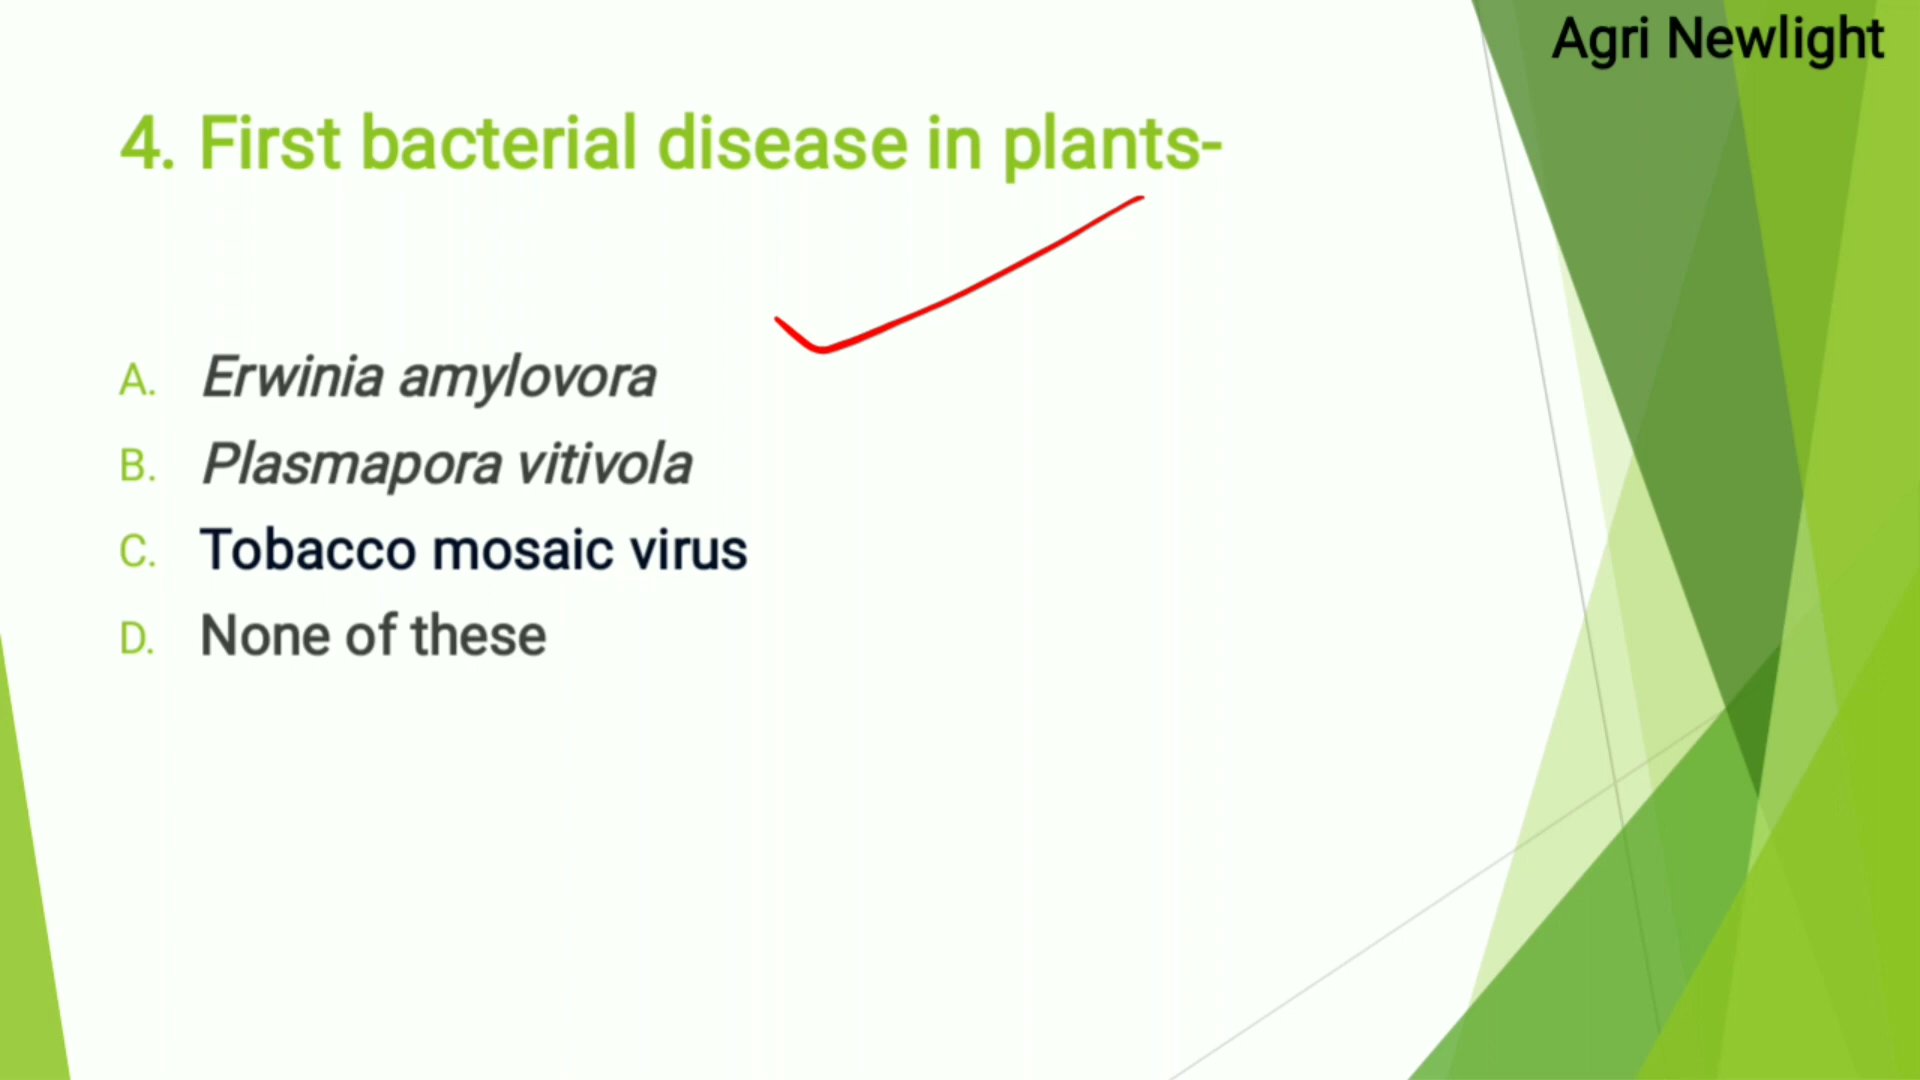 Agri Newlight
4. First bacterial disease in plants-
A. Erwinia amylovora
B. Plasmapora vitivola
C. Tobacco mosaic virus
D. None of these